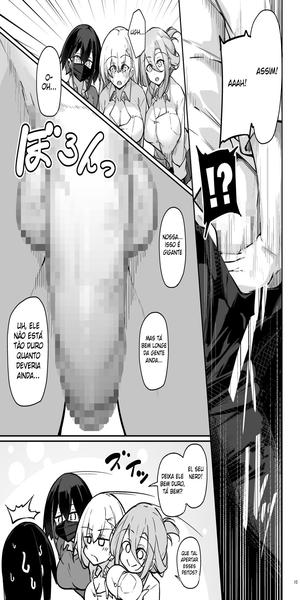 ASSIM!
AAAH!
!?
UGH...
O-
OH...
ぼろんっ
NOSSA...
ISSO É
GIGANTE
MAS TÁ
BEM LONGE
DA GENTE
AINDA...
UH, ELE
NÃO ESTÁ
TÃO DURO
QUANTO
DEVERIA
AINDA...
EI, SEU
NERD!
DEIXA ELE
BEM DURO,
TÁ BEM?
ズイッ
QUE TAL
APERTAR
ESSES
PEITOS?